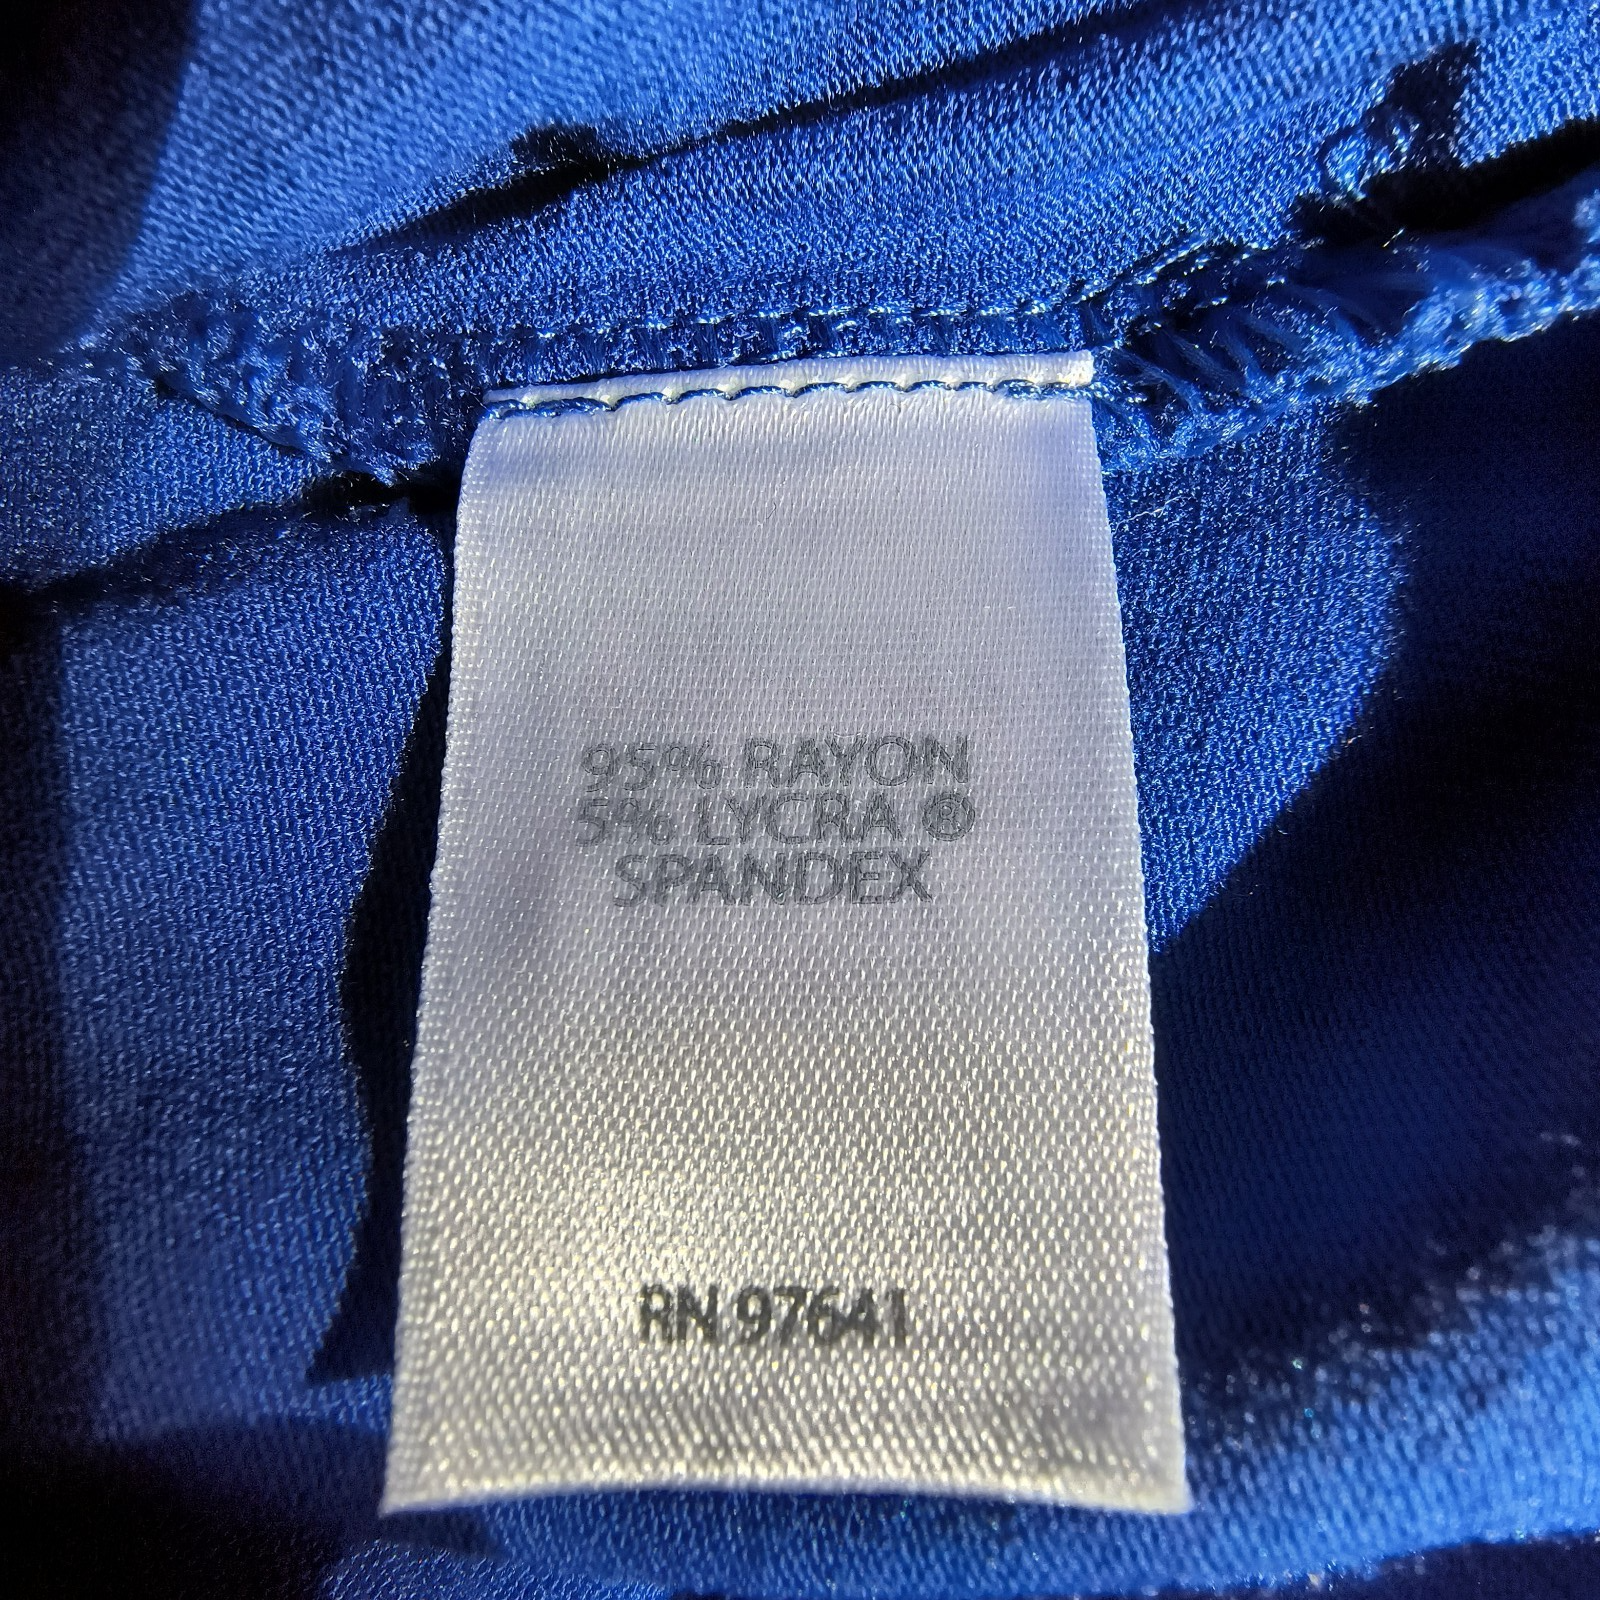 95% RAYON
5% LYCRA ®
SPANDEX
RN 97641